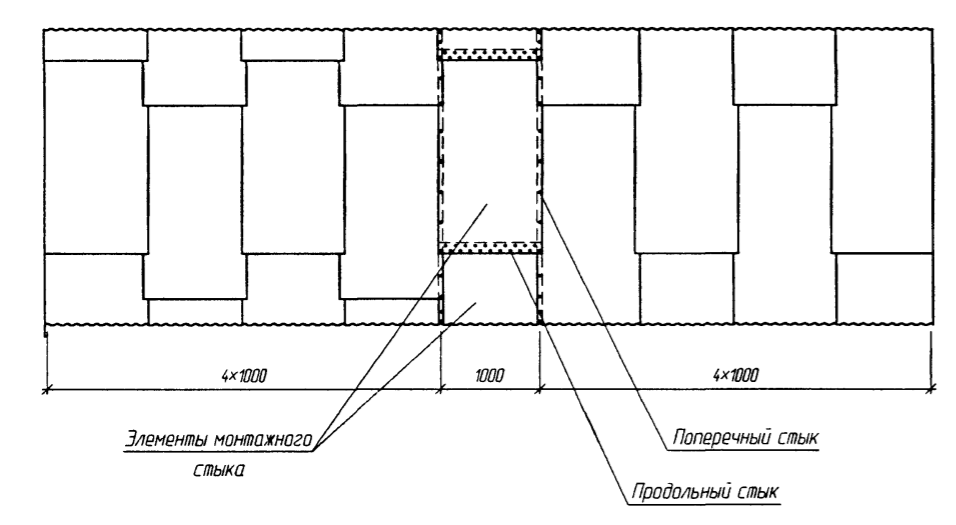 4×1000
1000
4×1000
Элементы монтажного
стыка
Поперечный стык
Продольный стык